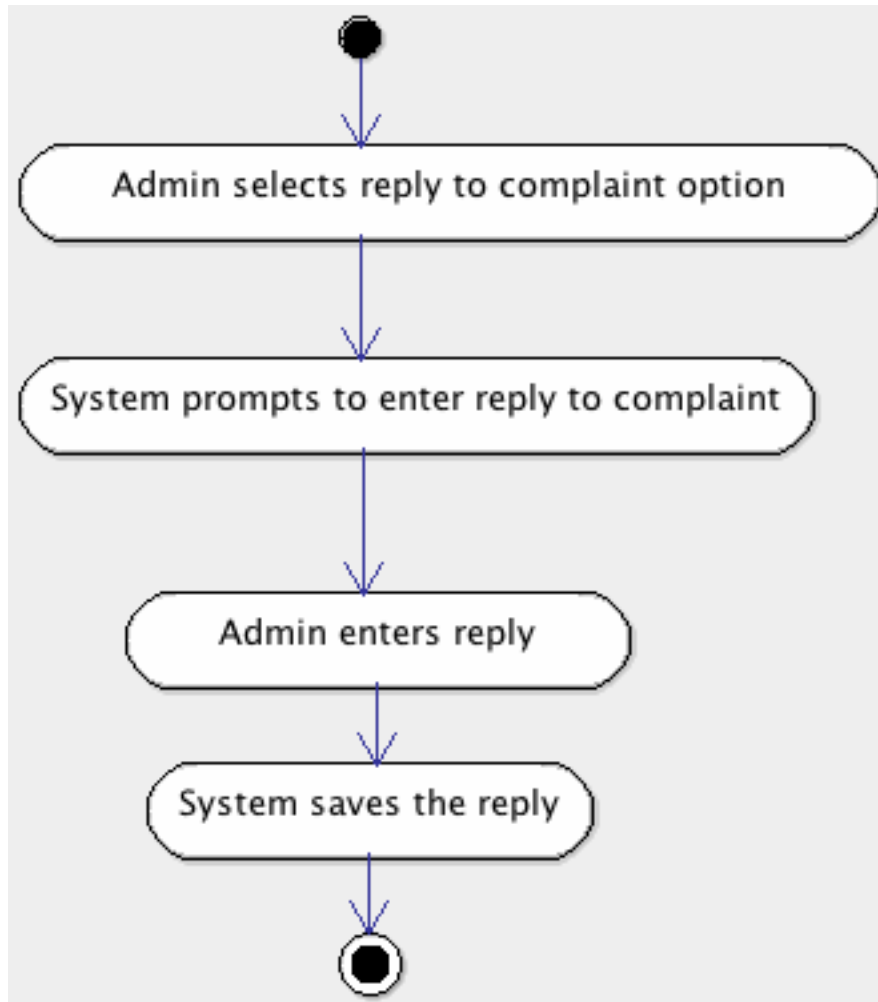 Admin selects reply to complaint option
System prompts to enter reply to complaint
Admin enters reply
System saves the reply